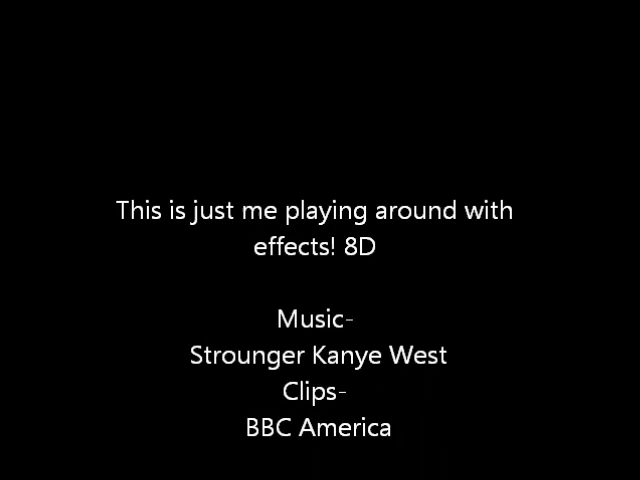 This is just me playing around with
effects! 8D
Music-
Strounger Kanye West
Clips-
BBC America